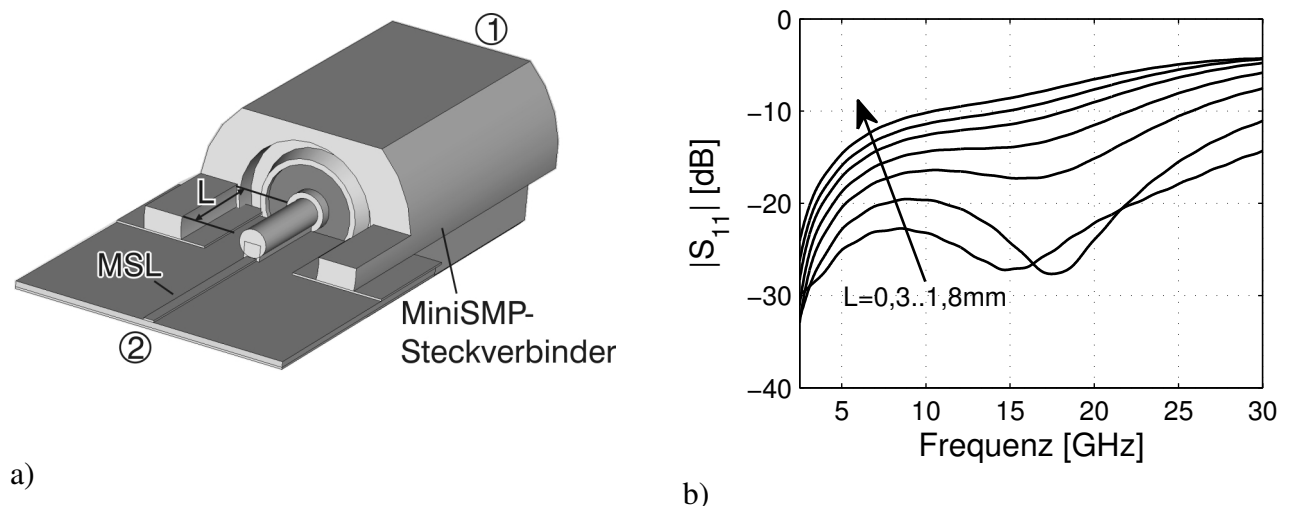 ①
L
MSL
②
MiniSMP-
Steckverbinder
a)
0
−10
−20
−30
−40
|S11| [dB]
L=0,3..1,8mm
5 10 15 20 25 30
Frequenz [GHz]
b)